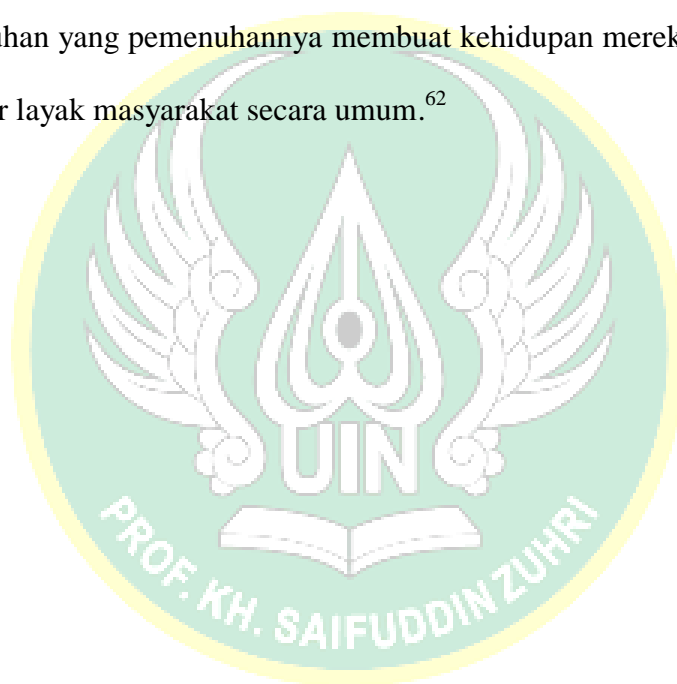 uhan yang pemenuhannya membuat kehidupan merek
r layak masyarakat secara umum.62
UIN
PROF. KH. SAIFUDDIN ZUHRI